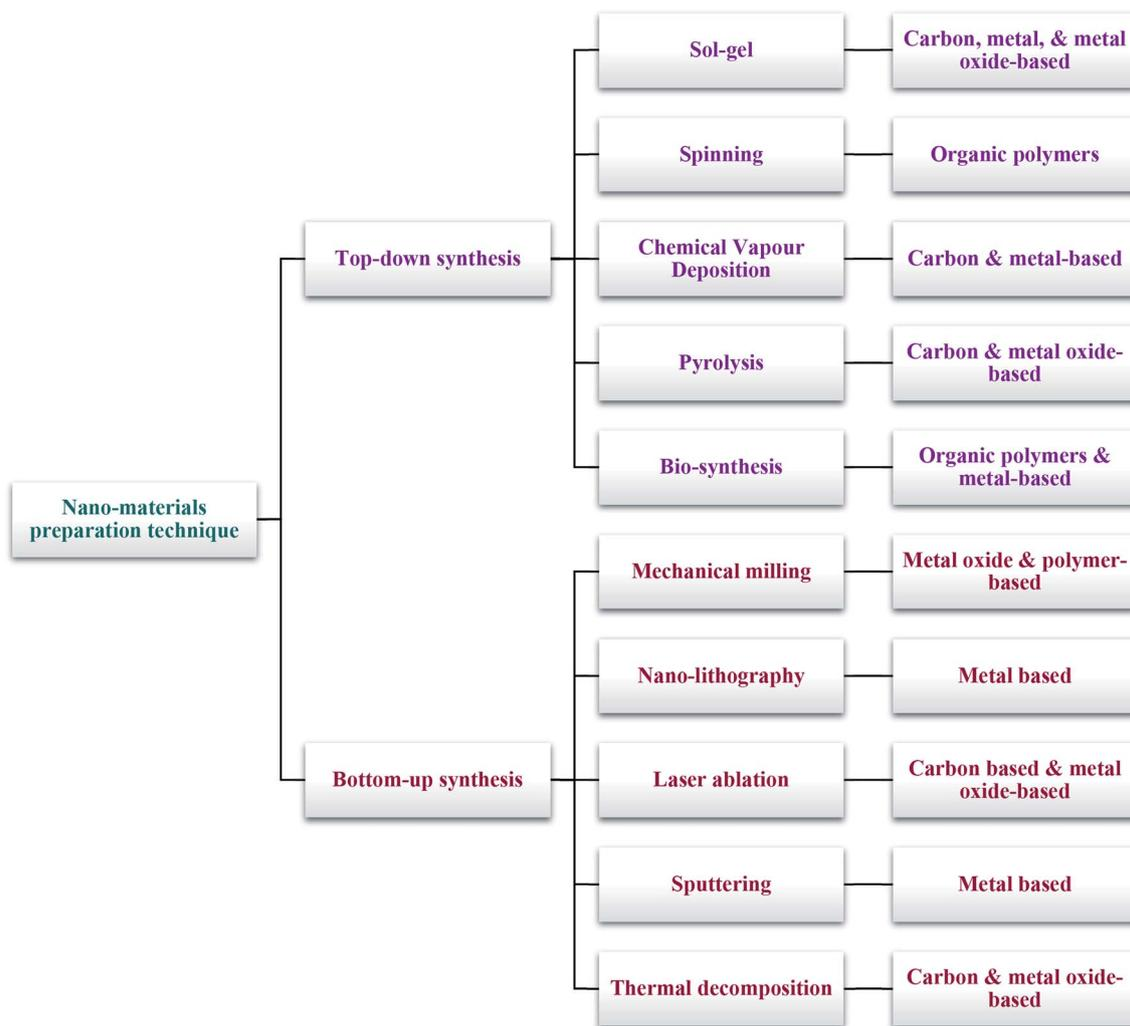 Sol-gel
Carbon, metal, & metal
oxide-based
Spinning
Organic polymers
Top-down synthesis
Chemical Vapour
Deposition
Carbon & metal-based
Pyrolysis
Carbon & metal oxide-
based
Bio-synthesis
Organic polymers &
metal-based
Nano-materials
preparation technique
Mechanical milling
Metal oxide & polymer-
based
Nano-lithography
Metal based
Bottom-up synthesis
Laser ablation
Carbon based & metal
oxide-based
Sputtering
Metal based
Thermal decomposition
Carbon & metal oxide-
based